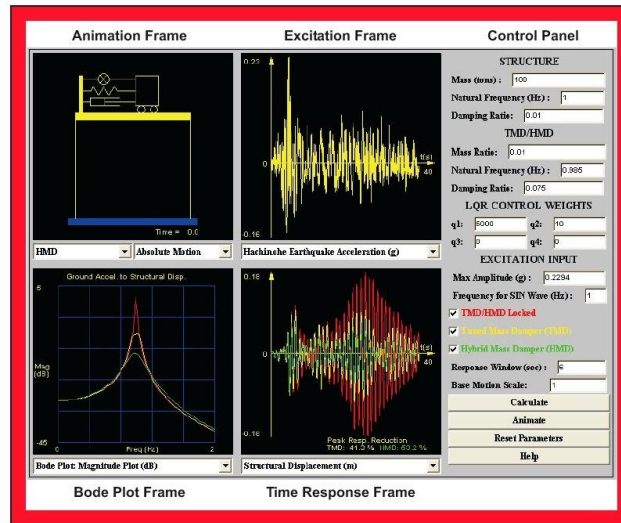 Animation Frame
Excitation Frame
Control Panel
Time = 0.0
HMD
Absolute Motion
0.23
0
-0.16
t(s)
40
Hachinohe Earthquake Acceleration (g)
STRUCTURE
Mass (tons) : 100
Natural Frequency (Hz) : 1
Damping Ratio: 0.01
TMD/HMD
Mass Ratio: 0.01
Natural Frequency (Hz) : 0.985
Damping Ratio: 0.075
LQR CONTROL WEIGHTS
q1: 5000 q2: 10
q3: 0 q4: 0
EXCITATION INPUT
Max Amplitude (g) : 0.2294
Frequency for SIN Wave (Hz) : 1
TMD/HMD Locked
Tuned Mass Damper (TMD)
Hybrid Mass Damper (HMD)
Response Window (sec) : 6
Base Motion Scale: 1
Calculate
Animate
Reset Parameters
Help
Ground Accel. to Structural Disp.
5
Mag
(dB)
-45
0
Freq (Hz)
2
Bode Plot: Magnitude Plot (dB)
0.18
0
-0.18
t(s)
40
Peak Resp. Reduction
TMD: 41.3 % HMD: 53.2 %
Structural Displacement (m)
Bode Plot Frame
Time Response Frame